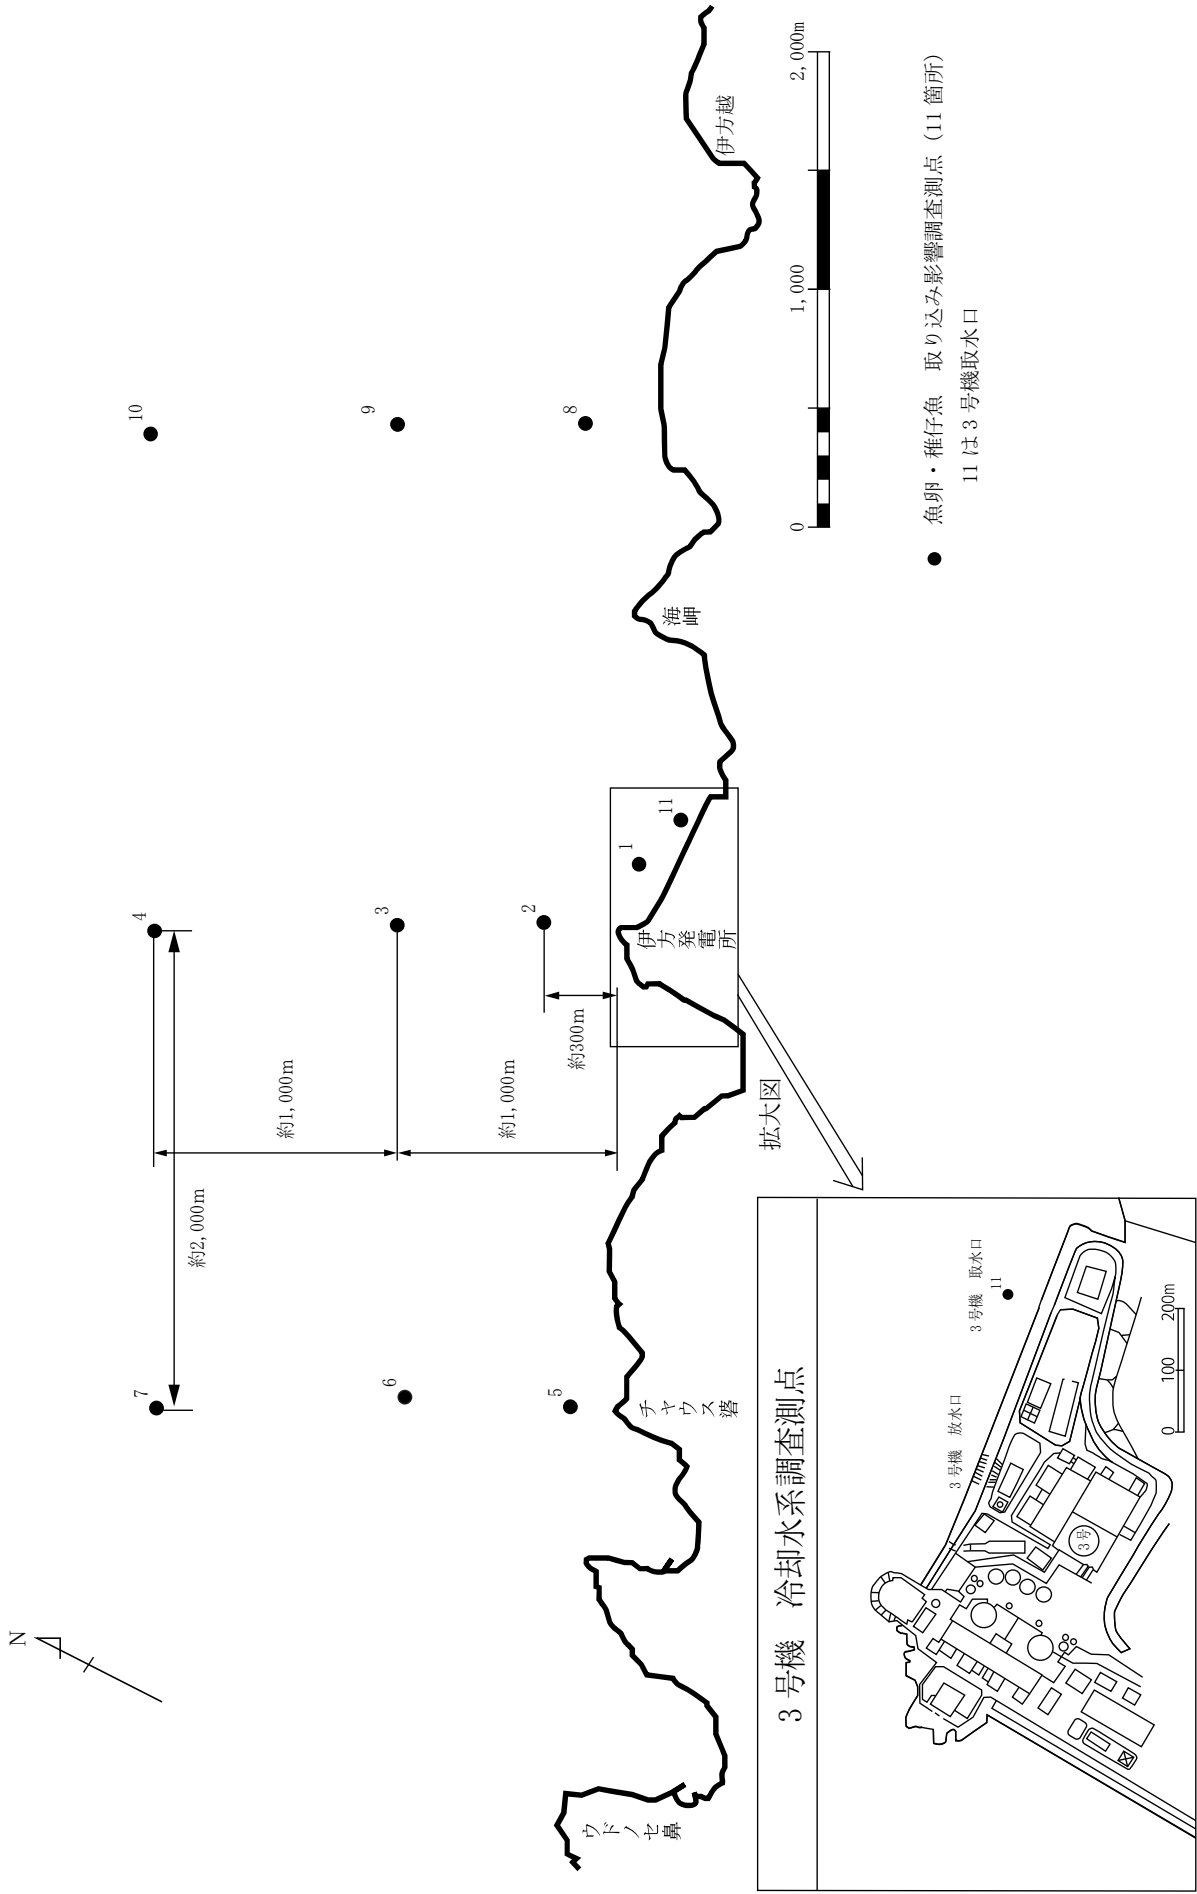 N
10
9
8
7
6
5
4
3
2
1
11
約2,000m
約1,000m
約1,000m
約300m
ウドノセ鼻
チャウス碆
伊方発電所
海岬
伊方越
拡大図
0
1,000
2,000m
● 魚卵・稚仔魚 取り込み影響調査測点（11 箇所）
11 は 3 号機取水口
3 号機 冷却水系調査測点
3 号機 放水口
3 号機 取水口
11
3号
0
100
200m